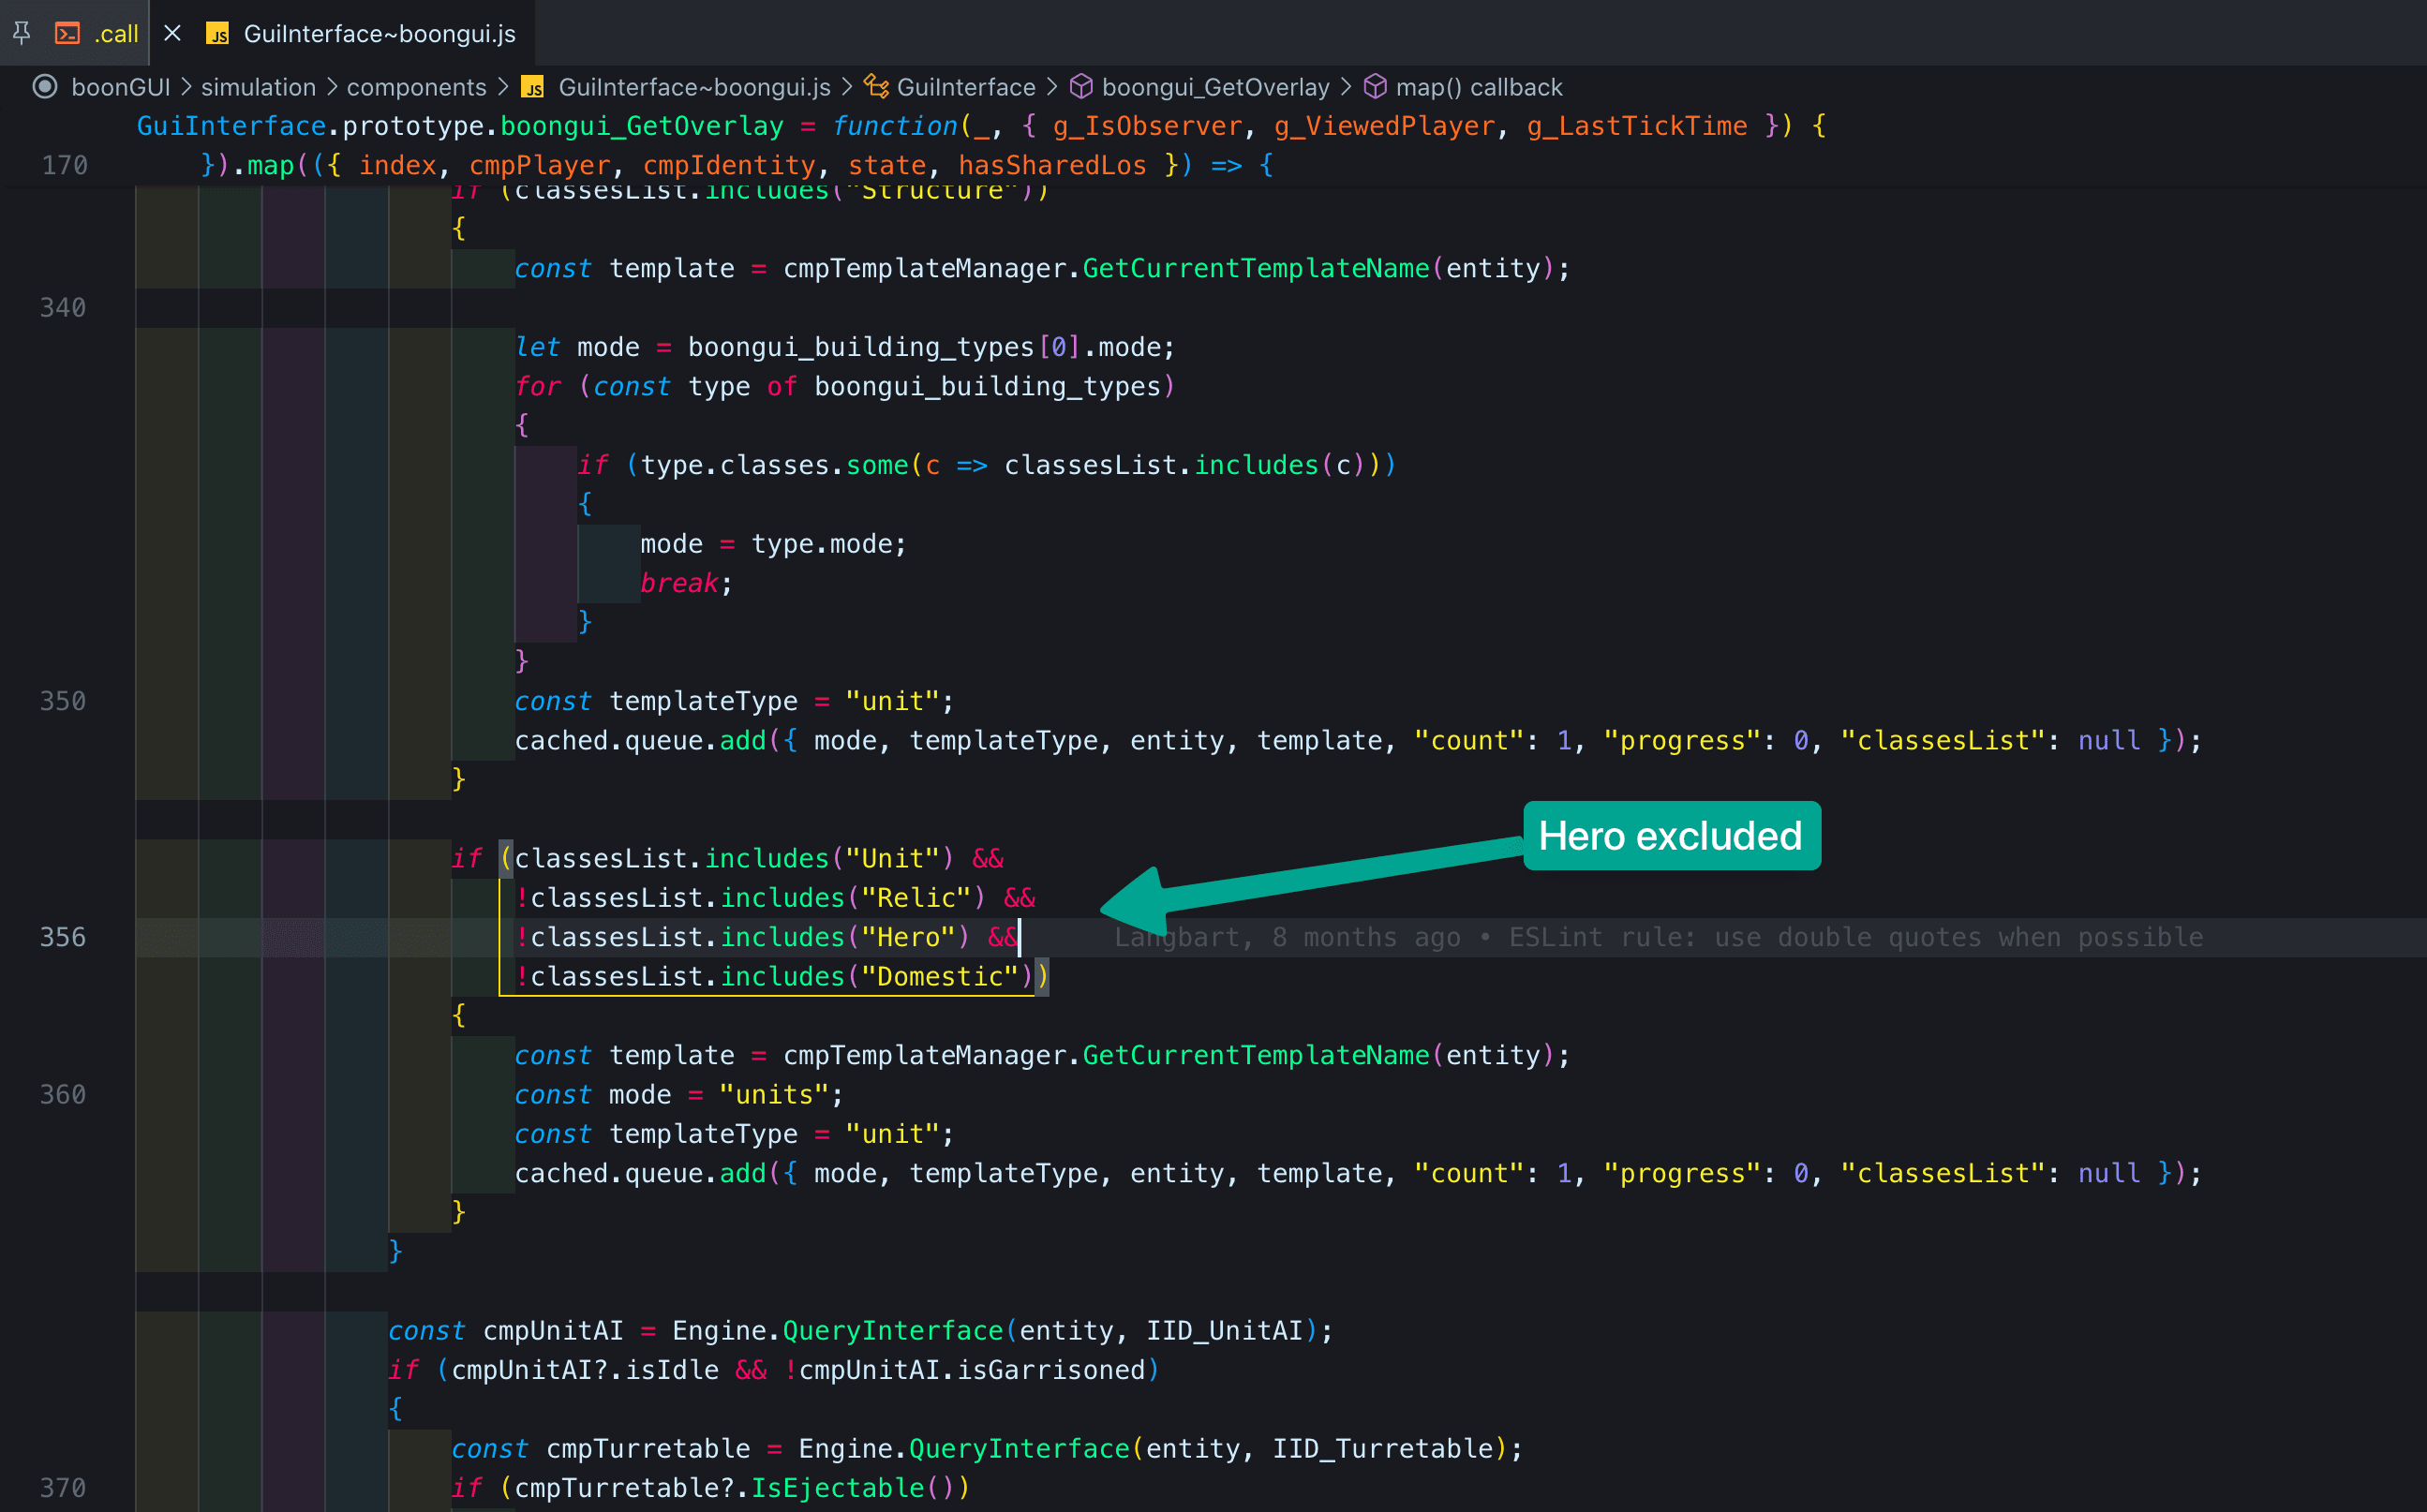 .call GuiInterface~boongui.js
boonGUI > simulation > components > GuiInterface~boongui.js > GuiInterface > boongui_GetOverlay > map() callback
GuiInterface.prototype.boongui_GetOverlay = function(_, { g_IsObserver, g_ViewedPlayer, g_LastTickTime }) {
170 }).map(({ index, cmpPlayer, cmpIdentity, state, hasSharedLos }) => {
if (classesList.includes("Structure"))
{
const template = cmpTemplateManager.GetCurrentTemplateName(entity);
340
let mode = boongui_building_types[0].mode;
for (const type of boongui_building_types)
{
if (type.classes.some(c => classesList.includes(c)))
{
mode = type.mode;
break;
}
}
350 const templateType = "unit";
cached.queue.add({ mode, templateType, entity, template, "count": 1, "progress": 0, "classesList": null });
}
Hero excluded
if (classesList.includes("Unit") &&
!classesList.includes("Relic") &&
356 !classesList.includes("Hero") && Langbart, 8 months ago • ESLint rule: use double quotes when possible
!classesList.includes("Domestic"))
{
const template = cmpTemplateManager.GetCurrentTemplateName(entity);
360 const mode = "units";
const templateType = "unit";
cached.queue.add({ mode, templateType, entity, template, "count": 1, "progress": 0, "classesList": null });
}
}
const cmpUnitAI = Engine.QueryInterface(entity, IID_UnitAI);
if (cmpUnitAI?.isIdle && !cmpUnitAI.isGarrisoned)
{
const cmpTurretable = Engine.QueryInterface(entity, IID_Turretable);
370 if (cmpTurretable?.IsEjectable())